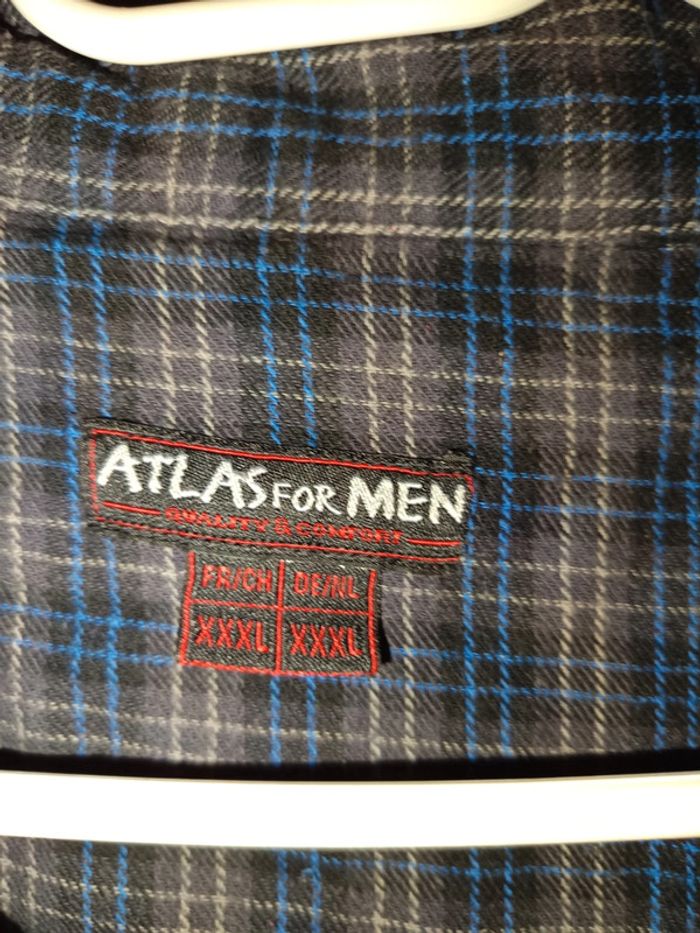 ATLAS FOR MEN
QUALITY & COMFORT
FR/CH DE/NL
XXXL XXXL